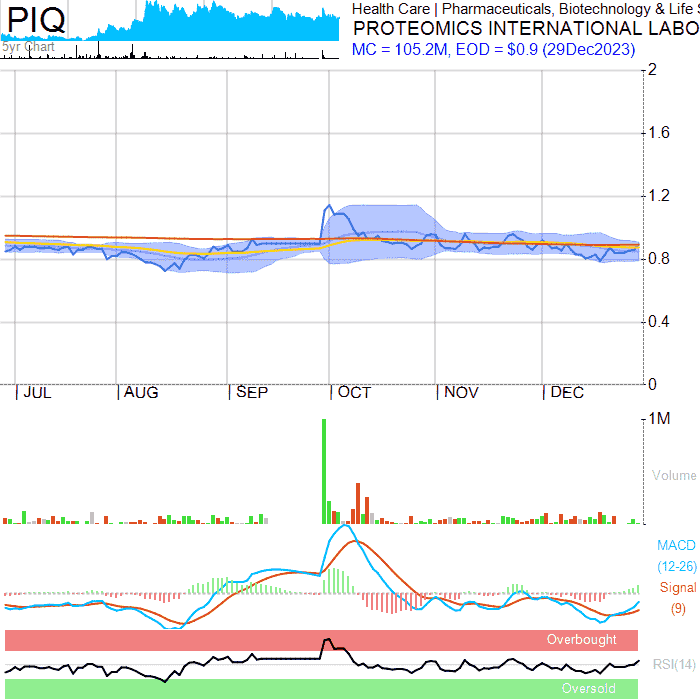 PIQ
5yr Chart
Health Care | Pharmaceuticals, Biotechnology & Life S
PROTEOMICS INTERNATIONAL LABO
MC = 105.2M, EOD = $0.9 (29Dec2023)
2
1.6
1.2
0.8
0.4
0
| JUL | AUG | SEP | OCT | NOV | DEC
1M
Volume
MACD
(12-26)
Signal
(9)
Overbought
RSI(14)
Oversold